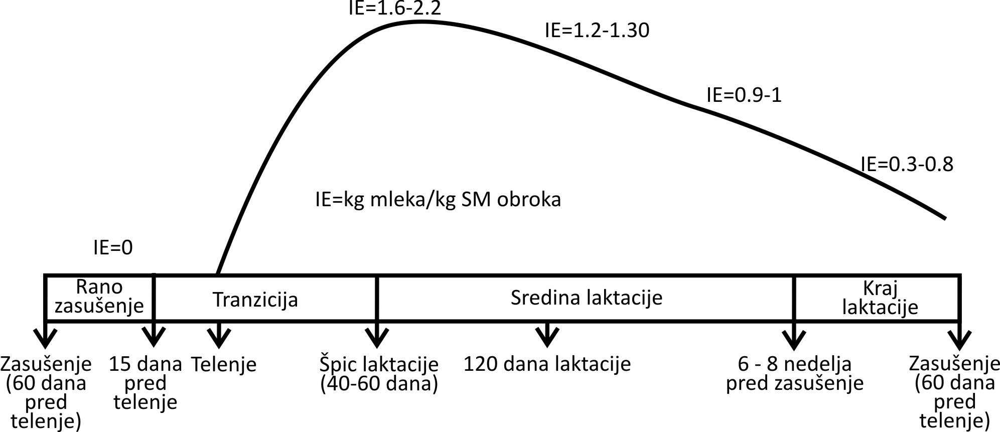 IE=1.6-2.2
IE=1.2-1.30
IE=0.9-1
IE=0.3-0.8
IE=kg mleka/kg SM obroka
IE=0
Rano
zasušenje
Tranzicija
Sredina laktacije
Kraj
laktacije
Zasušenje
(60 dana
pred
telenje)
15 dana
pred
telenje
Telenje
Špic laktacije
(40-60 dana)
120 dana laktacije
6 - 8 nedelja
pred zasušenje
Zasušenje
(60 dana
pred
telenje)